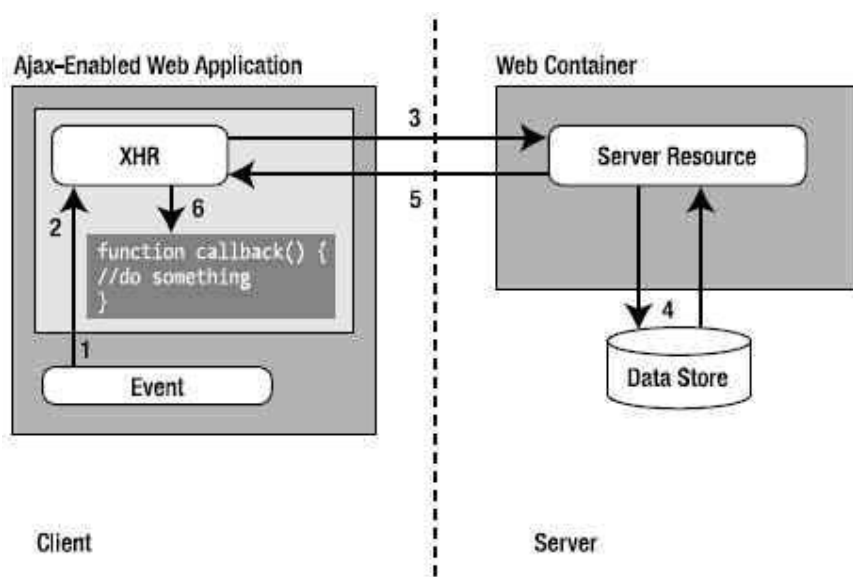 Ajax-Enabled Web Application
Web Container
3
XHR
Server Resource
5
2
6
function callback() {
//do something
}
4
1
Event
Data Store
Client
Server